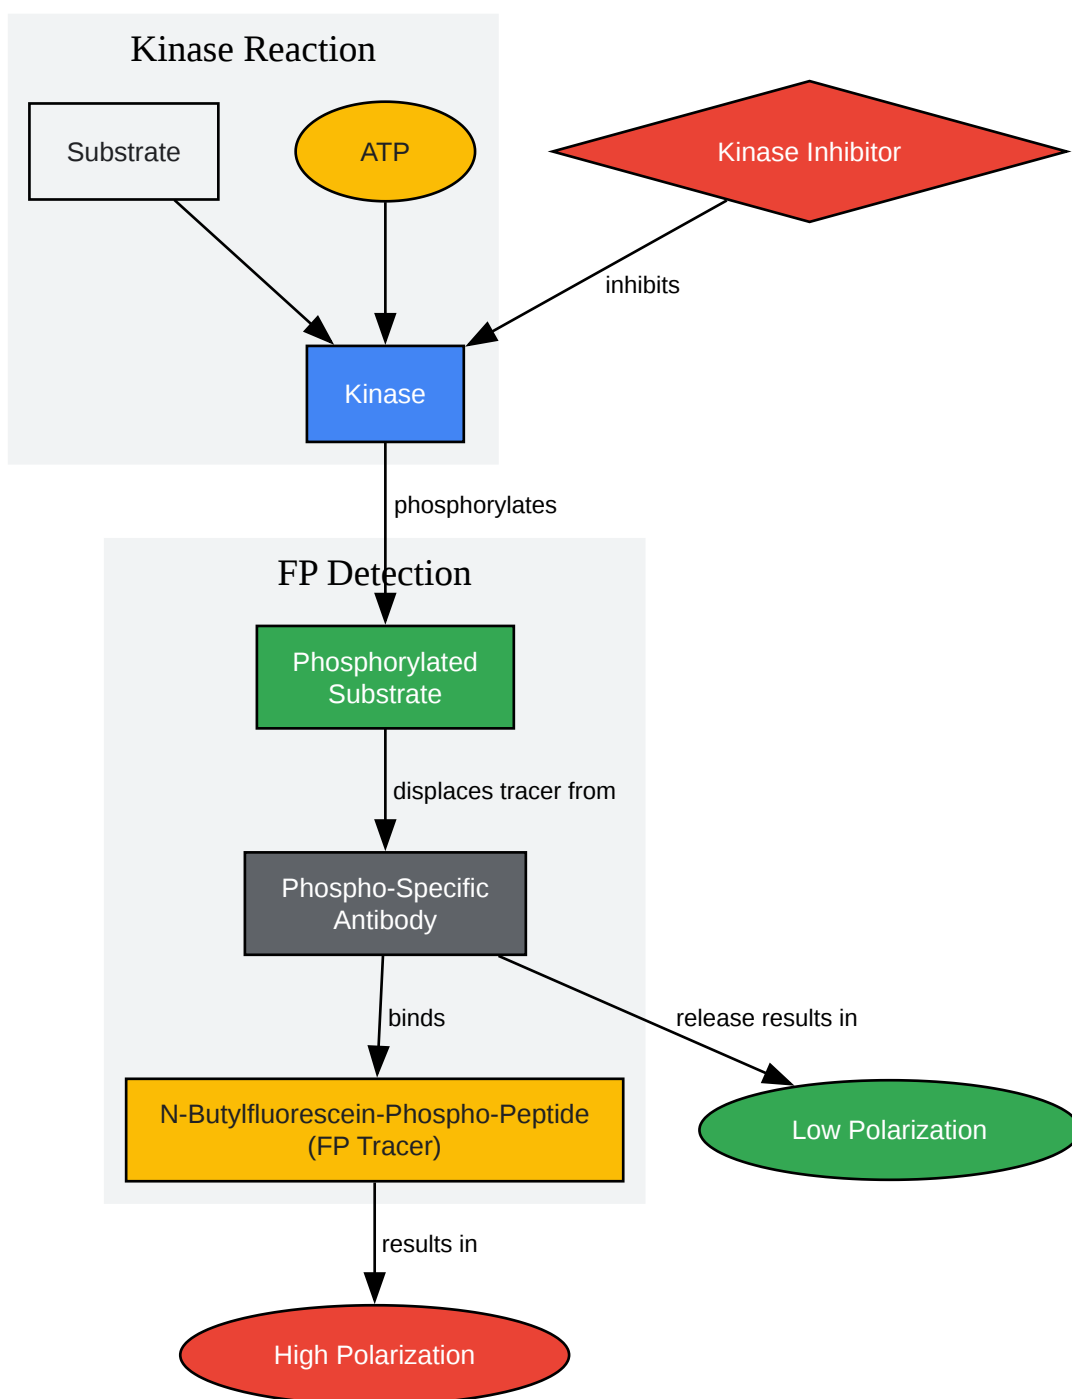 Kinase Reaction
Substrate
ATP
Kinase Inhibitor
inhibits
Kinase
phosphorylates
FP Detection
Phosphorylated
Substrate
displaces tracer from
Phospho-Specific
Antibody
binds
release results in
N-Butylfluorescein-Phospho-Peptide
(FP Tracer)
Low Polarization
results in
High Polarization